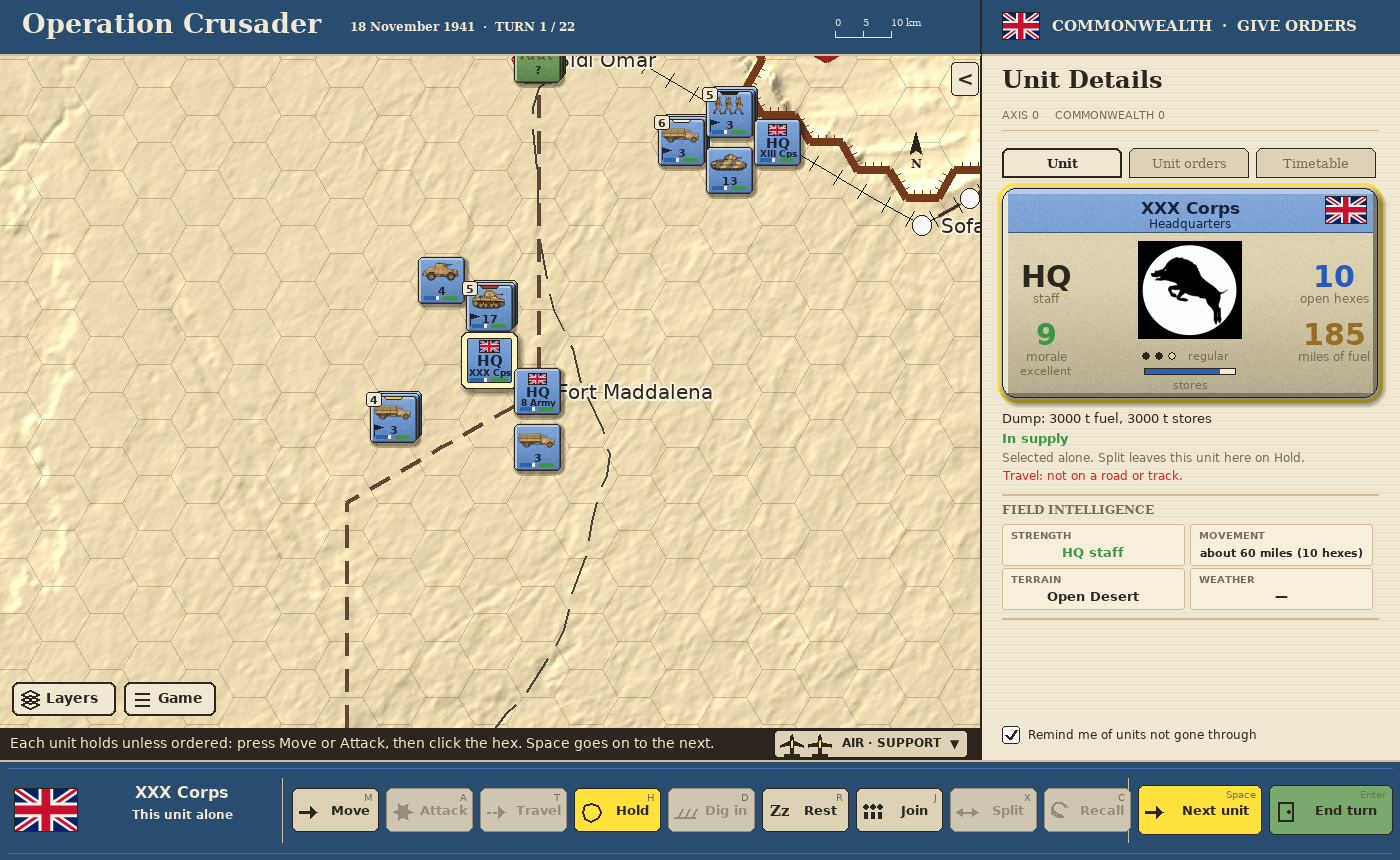 Operation Crusader
18 November 1941 · TURN 1 / 22
0 5 10 km
COMMONWEALTH · GIVE ORDERS
Sidi Omar
?
<
5
3
6
3
HQ
XIII Cps
13
N
Sofa
4
5
17
HQ
XXX Cps
HQ
8 Army
Fort Maddalena
4
3
3
Layers
Game
Each unit holds unless ordered: press Move or Attack, then click the hex. Space goes on to the next.
AIR · SUPPORT ▼
Unit Details
AXIS 0 COMMONWEALTH 0
Unit
Unit orders
Timetable
XXX Corps
Headquarters
HQ
staff
10
open hexes
9
morale
excellent
185
miles of fuel
regular
stores
Dump: 3000 t fuel, 3000 t stores
In supply
Selected alone. Split leaves this unit here on Hold.
Travel: not on a road or track.
FIELD INTELLIGENCE
STRENGTH
HQ staff
MOVEMENT
about 60 miles (10 hexes)
TERRAIN
Open Desert
WEATHER
—
Remind me of units not gone through
XXX Corps
This unit alone
M
Move
A
Attack
T
Travel
H
Hold
D
Dig in
R
Zz Rest
J
Join
X
Split
C
Recall
Space
Next unit
Enter
End turn